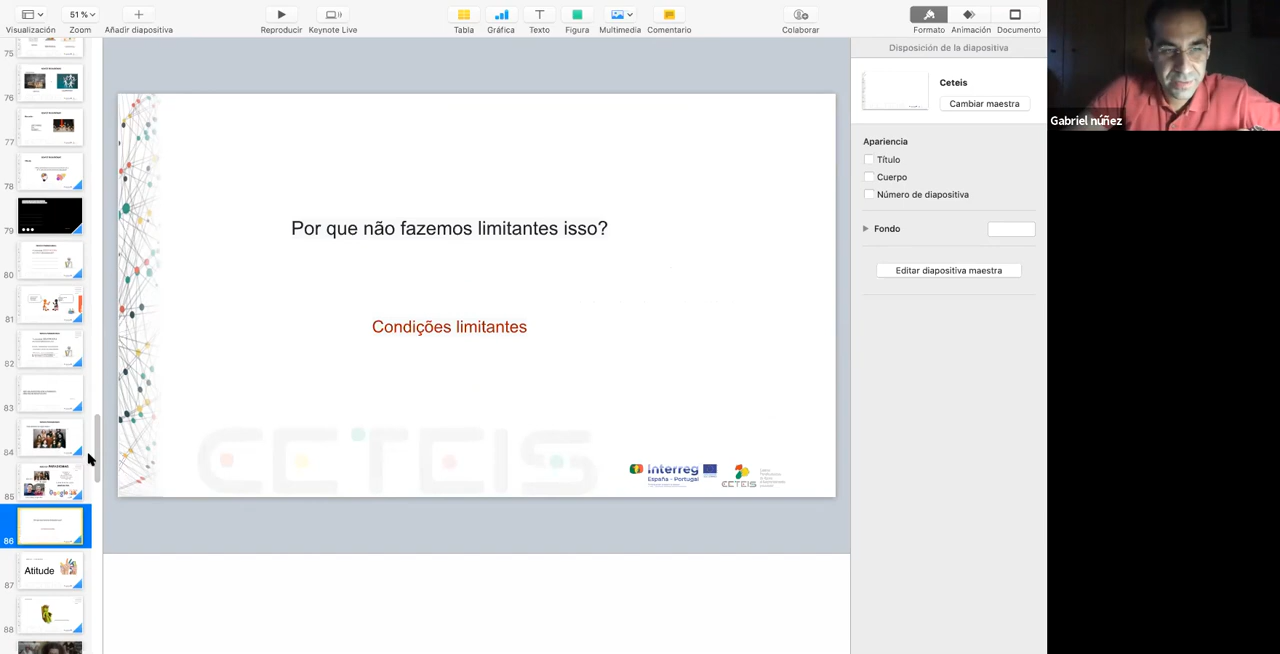 51 %
Visualización
Zoom
Añadir diapositiva
Reproducir
Keynote Live
Tabla
Gráfica
Texto
Figura
Multimedia
Comentario
Colaborar
Formato
Animación
Documento
Disposición de la diapositiva
Ceteis
Cambiar maestra
Apariencia
Título
Cuerpo
Número de diapositiva
Fondo
Editar diapositiva maestra
Gabriel núñez
Por que não fazemos limitantes isso?
Condições limitantes
CETEIS
Interreg
España - Portugal
CETEIS
75
76
77
78
79
80
81
82
83
84
85
86
87
Atitude
88